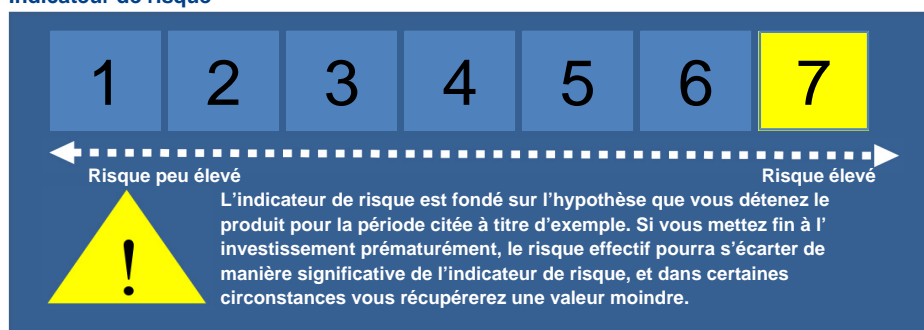 Indicateur de risque
1 2 3 4 5 6 7
Risque peu élevé Risque élevé
!
L’indicateur de risque est fondé sur l’hypothèse que vous détenez le
produit pour la période citée à titre d’exemple. Si vous mettez fin à l’
investissement prématurément, le risque effectif pourra s’écarter de
manière significative de l’indicateur de risque, et dans certaines
circonstances vous récupérerez une valeur moindre.